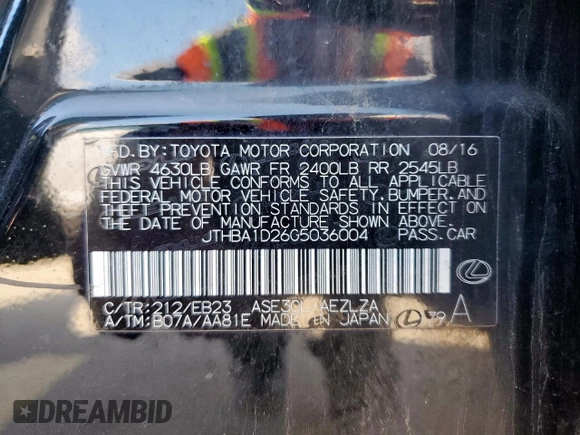 MFD. BY: TOYOTA MOTOR CORPORATION 08/16
GVWR 4630LB GAWR FR 2400LB RR 2545LB
THIS VEHICLE CONFORMS TO ALL APPLICABLE
FEDERAL MOTOR VEHICLE SAFETY, BUMPER, AND
THEFT PREVENTION STANDARDS IN EFFECT ON
THE DATE OF MANUFACTURE SHOWN ABOVE.
JTHBA1D26G5036004 PASS. CAR
C/TR: 212/EB23 ASE30L-AEZLZA
A/TM: B07A/AA81E MADE IN JAPAN 79 A
DREAMBID